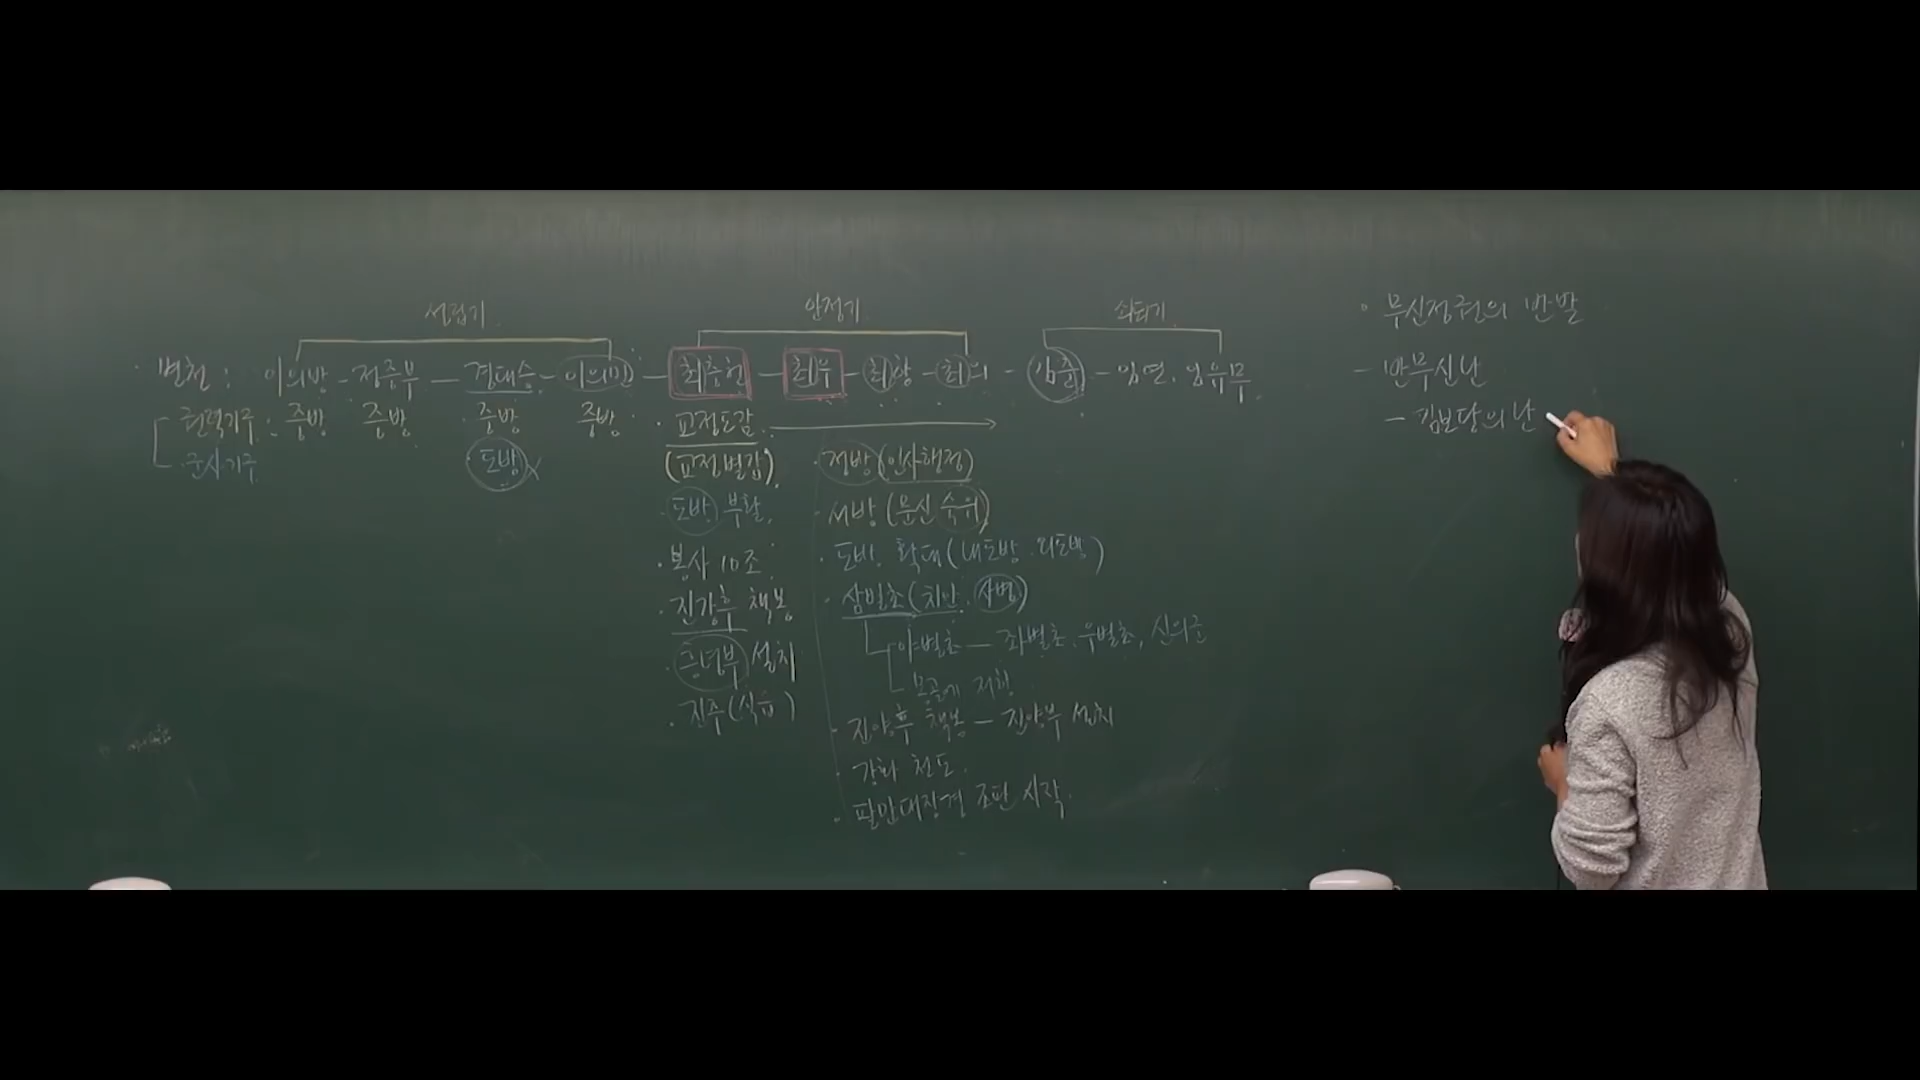 성립기 안정기 쇠퇴기
· 변천 : 이의방 - 정중부 - 경대승 - 이의민 - 최충헌 - 최우 - 최항 - 최의 - 김준 - 임연 . 임유무
권력기구 : 중방 중방 중방 중방 · 교정도감
· 군사기구 도방 X
(교정별감)
· 도방 부활
· 봉사 10조
· 진강후 책봉
· 흥녕부 설치
· 진주 (식읍)
· 정방 (인사행정)
· 서방 (문신 숙위)
· 도방 확대 (내도방 . 외도방)
· 삼별초 (치안 . 사병)
야별초 - 좌별초 . 우별초 , 신의군
몽골에 저항
· 진양후 책봉 - 진양부 설치
· 강화 천도
· 팔만대장경 조판 시작
· 무신정권의 반발
- 반무신난
- 김보당의 난